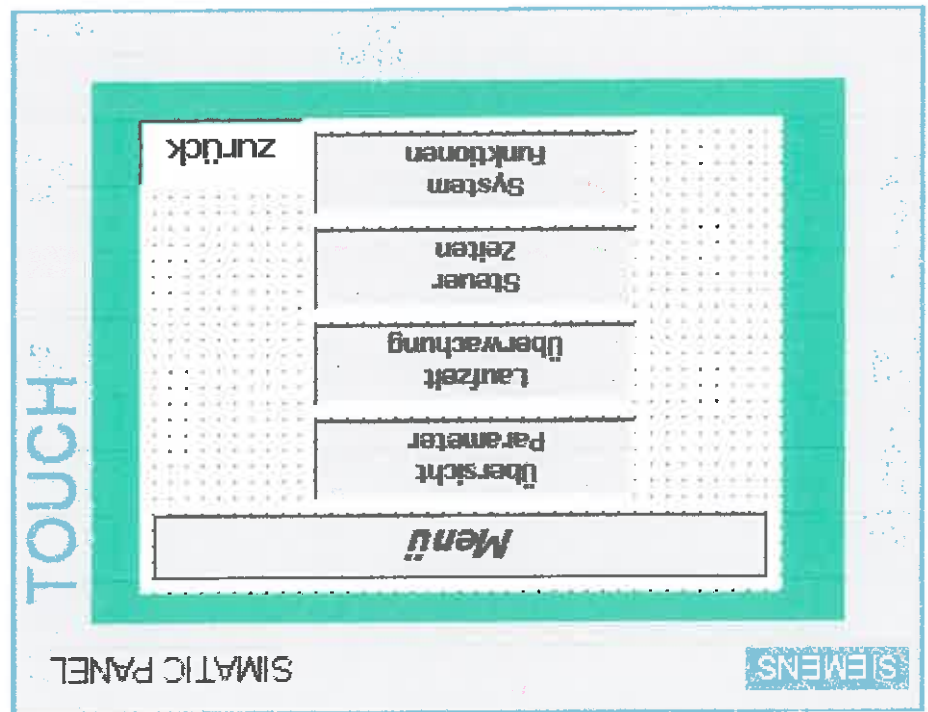 SIEMENS
SIMATIC PANEL
TOUCH
Menü
Übersicht
Parameter
Laufzeit
Überwachung
Steuer
Zeiten
System
Funktionen
zurück